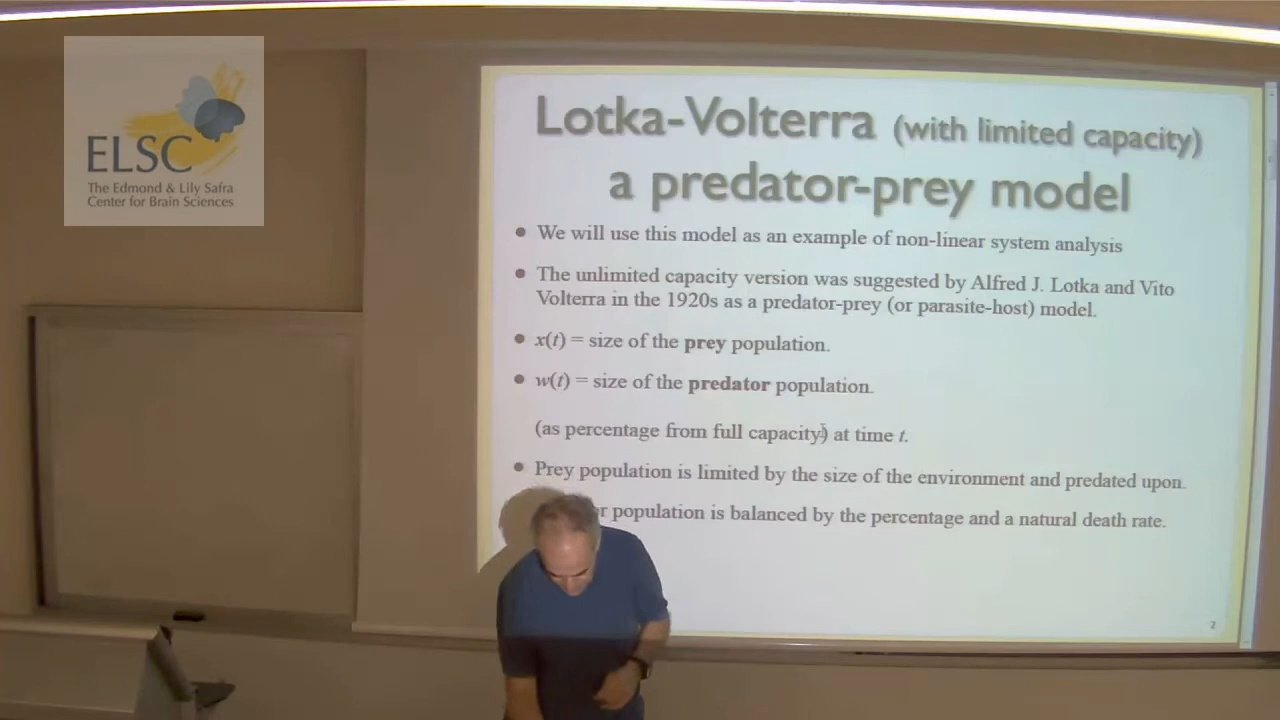 ELSC
The Edmond & Lily Safra
Center for Brain Sciences
Lotka-Volterra (with limited capacity)
a predator-prey model
• We will use this model as an example of non-linear system analysis
• The unlimited capacity version was suggested by Alfred J. Lotka and Vito
Volterra in the 1920s as a predator-prey (or parasite-host) model.
• x(t) = size of the prey population.
• w(t) = size of the predator population.
(as percentage from full capacity) at time t.
• Prey population is limited by the size of the environment and predated upon.
population is balanced by the percentage and a natural death rate.
2